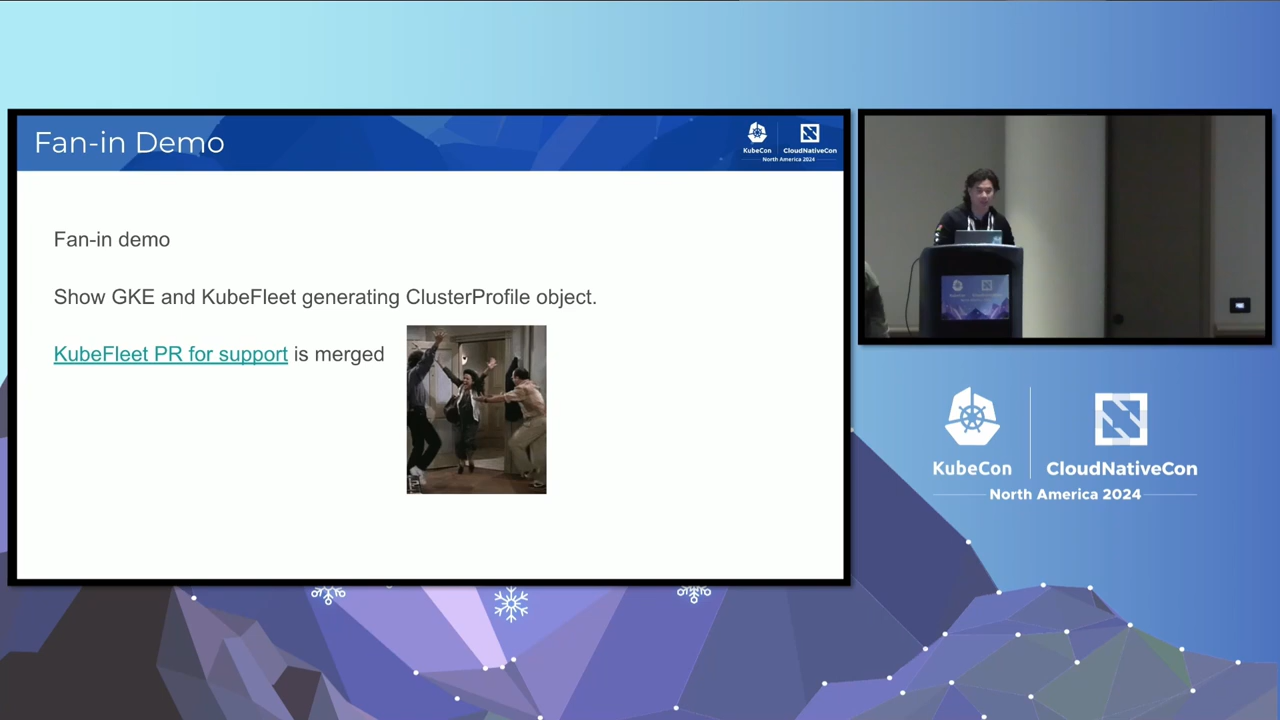 Fan-in Demo
KubeCon
CloudNativeCon
North America 2024
Fan-in demo
Show GKE and KubeFleet generating ClusterProfile object.
KubeFleet PR for support is merged
KubeCon
CloudNativeCon
North America 2024